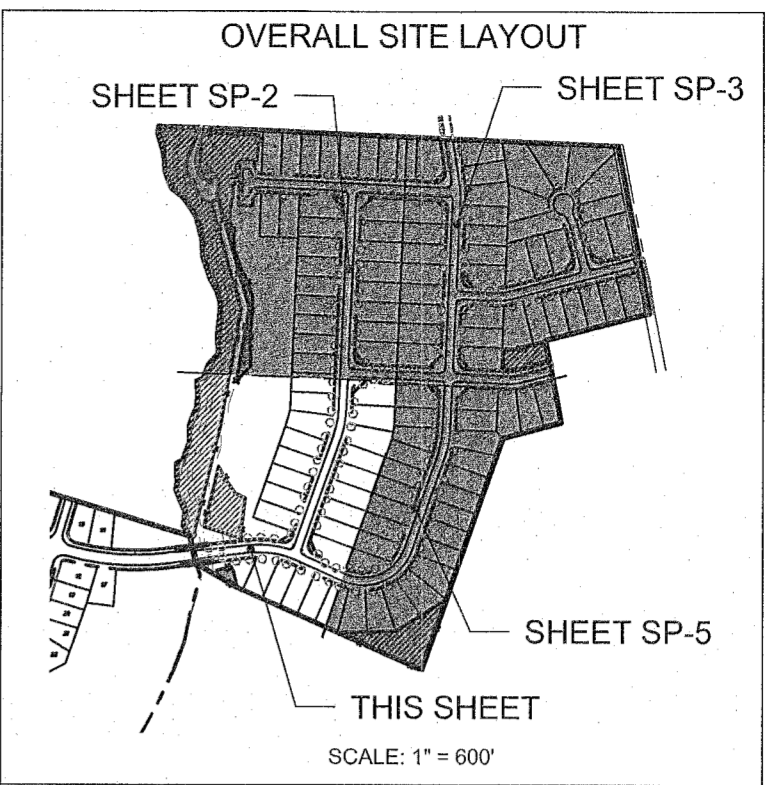 OVERALL SITE LAYOUT
SHEET SP-2
SHEET SP-3
SHEET SP-5
THIS SHEET
SCALE: 1" = 600'